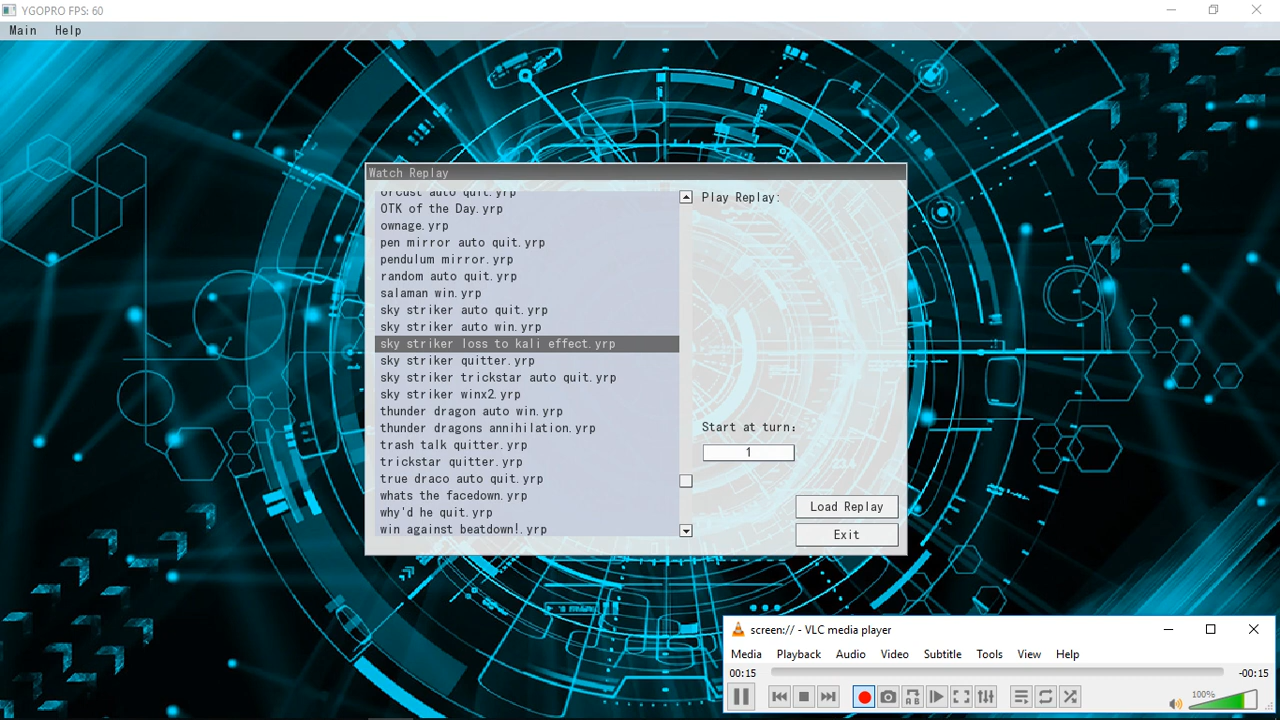 YGOPRO FPS: 60
Main Help
Watch Replay
orcust auto quit.yrp
OTK of the Day.yrp
ownage.yrp
pen mirror auto quit.yrp
pendulum mirror.yrp
random auto quit.yrp
salaman win.yrp
sky striker auto quit.yrp
sky striker auto win.yrp
sky striker loss to kali effect.yrp
sky striker quitter.yrp
sky striker trickstar auto quit.yrp
sky striker winx2.yrp
thunder dragon auto win.yrp
thunder dragons annihilation.yrp
trash talk quitter.yrp
trickstar quitter.yrp
true draco auto quit.yrp
whats the facedown.yrp
why'd he quit.yrp
win against beatdown!.yrp
Play Replay:
Start at turn:
1
Load Replay
Exit
screen:// - VLC media player
Media Playback Audio Video Subtitle Tools View Help
00:15 -00:15
100%